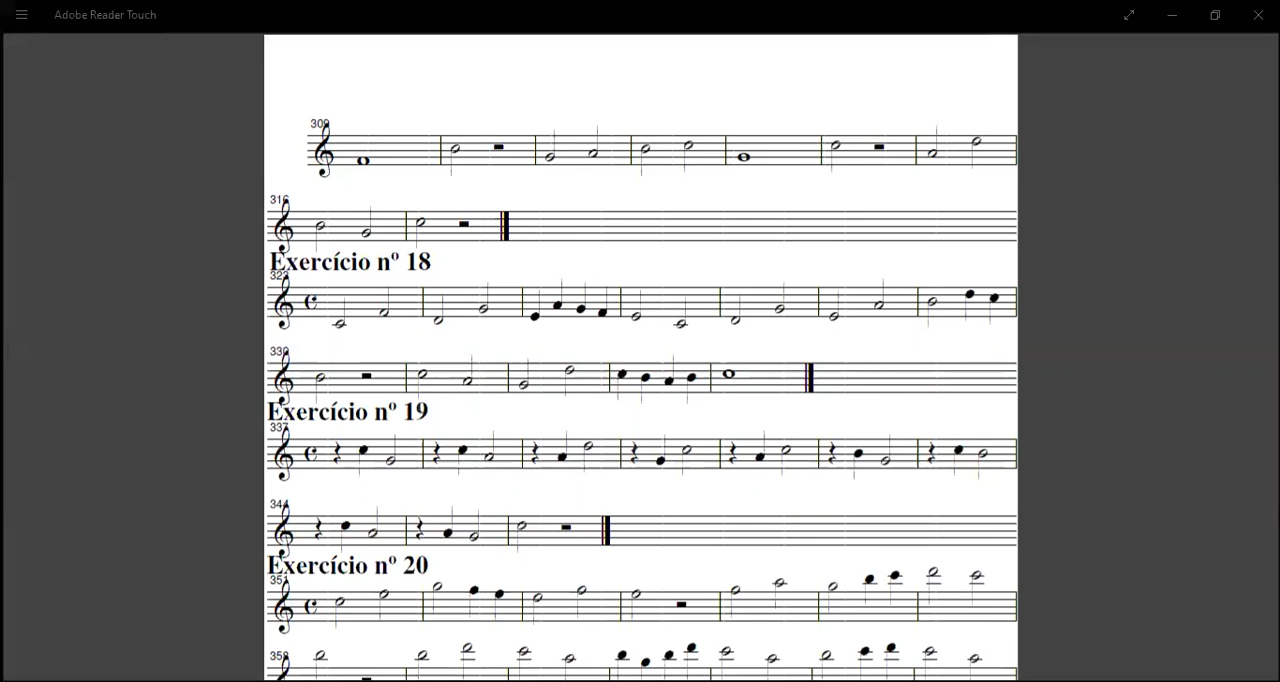 Adobe Reader Touch
309
316
Exercício nº 18
323
330
Exercício nº 19
337
344
Exercício nº 20
351
358